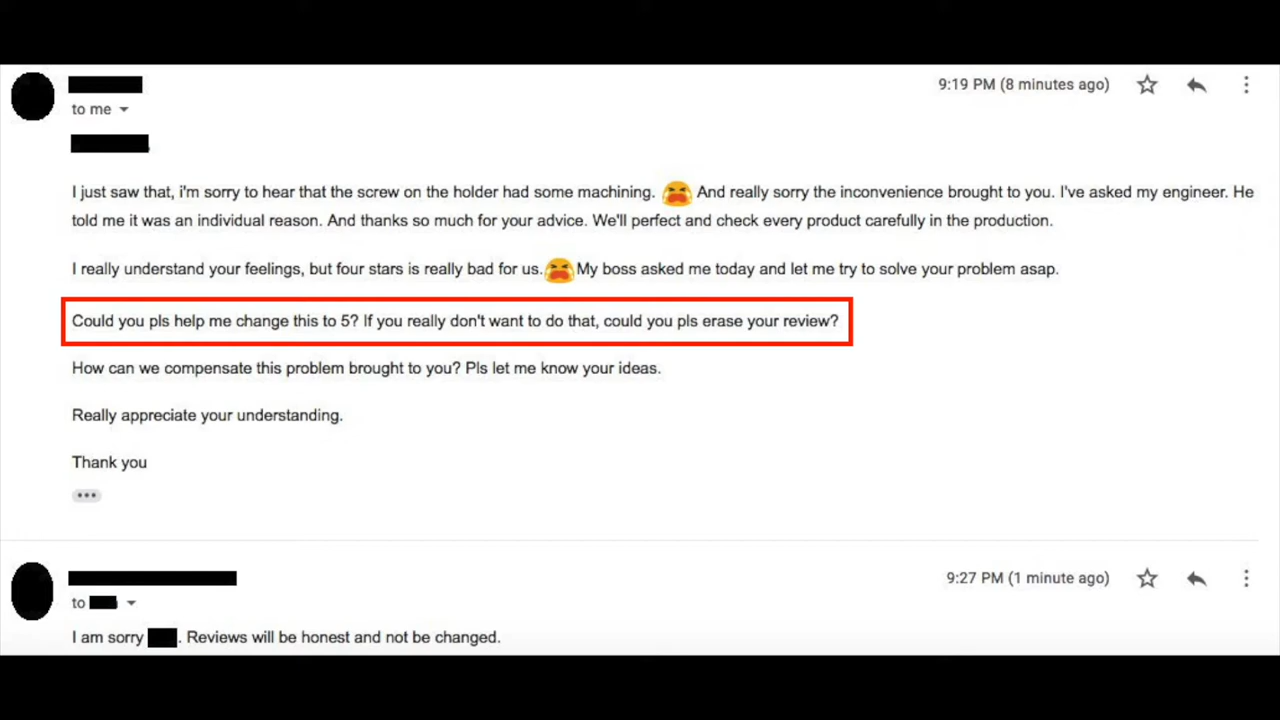 9:19 PM (8 minutes ago)
to me
I just saw that, i'm sorry to hear that the screw on the holder had some machining. 😫 And really sorry the inconvenience brought to you. I've asked my engineer. He
told me it was an individual reason. And thanks so much for your advice. We'll perfect and check every product carefully in the production.
I really understand your feelings, but four stars is really bad for us.😫My boss asked me today and let me try to solve your problem asap.
Could you pls help me change this to 5? If you really don't want to do that, could you pls erase your review?
How can we compensate this problem brought to you? Pls let me know your ideas.
Really appreciate your understanding.
Thank you
9:27 PM (1 minute ago)
to
I am sorry . Reviews will be honest and not be changed.